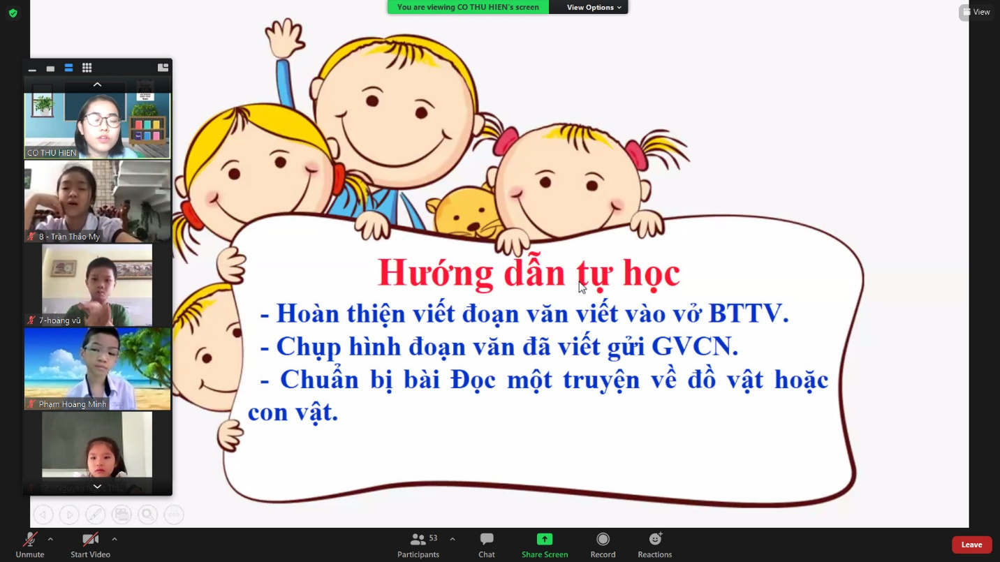 You are viewing CO THU HIEN's screen
View Options
View
CO THU HIEN
8 - Trần Thảo My
7-hoàng vũ
Phạm Hoàng Minh
Hướng dẫn tự học
- Hoàn thiện viết đoạn văn viết vào vở BTTV.
- Chụp hình đoạn văn đã viết gửi GVCN.
- Chuẩn bị bài Đọc một truyện về đồ vật hoặc
con vật.
Unmute
Start Video
53
Participants
Chat
Share Screen
Record
Reactions
Leave